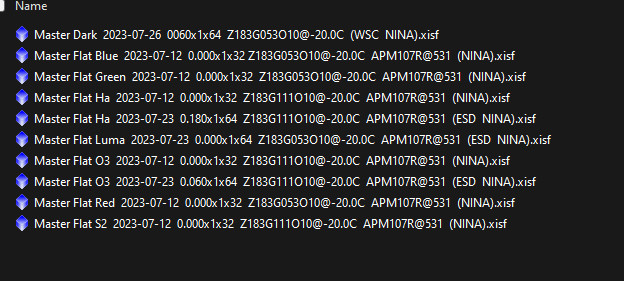 Name
Master Dark 2023-07-26 0060x1x64 Z183G053O10@-20.0C (WSC NINA).xisf
Master Flat Blue 2023-07-12 0.000x1x32 Z183G053O10@-20.0C APM107R@531 (NINA).xisf
Master Flat Green 2023-07-12 0.000x1x32 Z183G053O10@-20.0C APM107R@531 (NINA).xisf
Master Flat Ha 2023-07-12 0.000x1x32 Z183G111O10@-20.0C APM107R@531 (NINA).xisf
Master Flat Ha 2023-07-23 0.180x1x64 Z183G111O10@-20.0C APM107R@531 (ESD NINA).xisf
Master Flat Luma 2023-07-23 0.000x1x64 Z183G053O10@-20.0C APM107R@531 (ESD NINA).xisf
Master Flat O3 2023-07-12 0.000x1x32 Z183G111O10@-20.0C APM107R@531 (NINA).xisf
Master Flat O3 2023-07-23 0.060x1x64 Z183G111O10@-20.0C APM107R@531 (ESD NINA).xisf
Master Flat Red 2023-07-12 0.000x1x32 Z183G053O10@-20.0C APM107R@531 (NINA).xisf
Master Flat S2 2023-07-12 0.000x1x32 Z183G111O10@-20.0C APM107R@531 (NINA).xisf